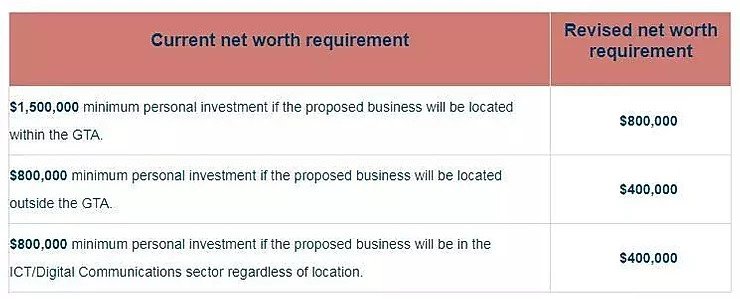 Current net worth requirement
Revised net worth
requirement
$1,500,000 minimum personal investment if the proposed business will be located
within the GTA.
$800,000
$800,000 minimum personal investment if the proposed business will be located
outside the GTA.
$400,000
$800,000 minimum personal investment if the proposed business will be in the
ICT/Digital Communications sector regardless of location.
$400,000